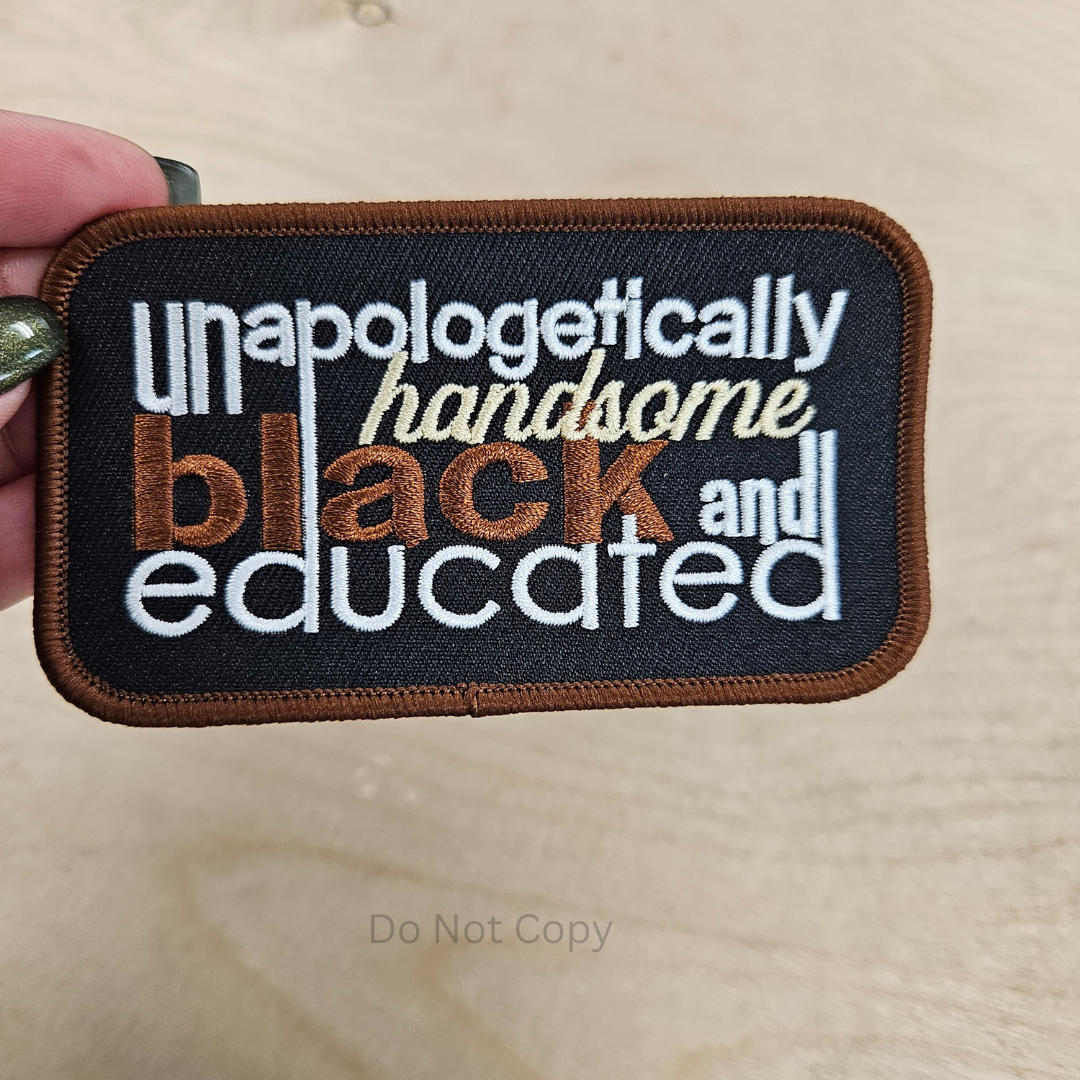 unapologetically
handsome
black and
educated
Do Not Copy